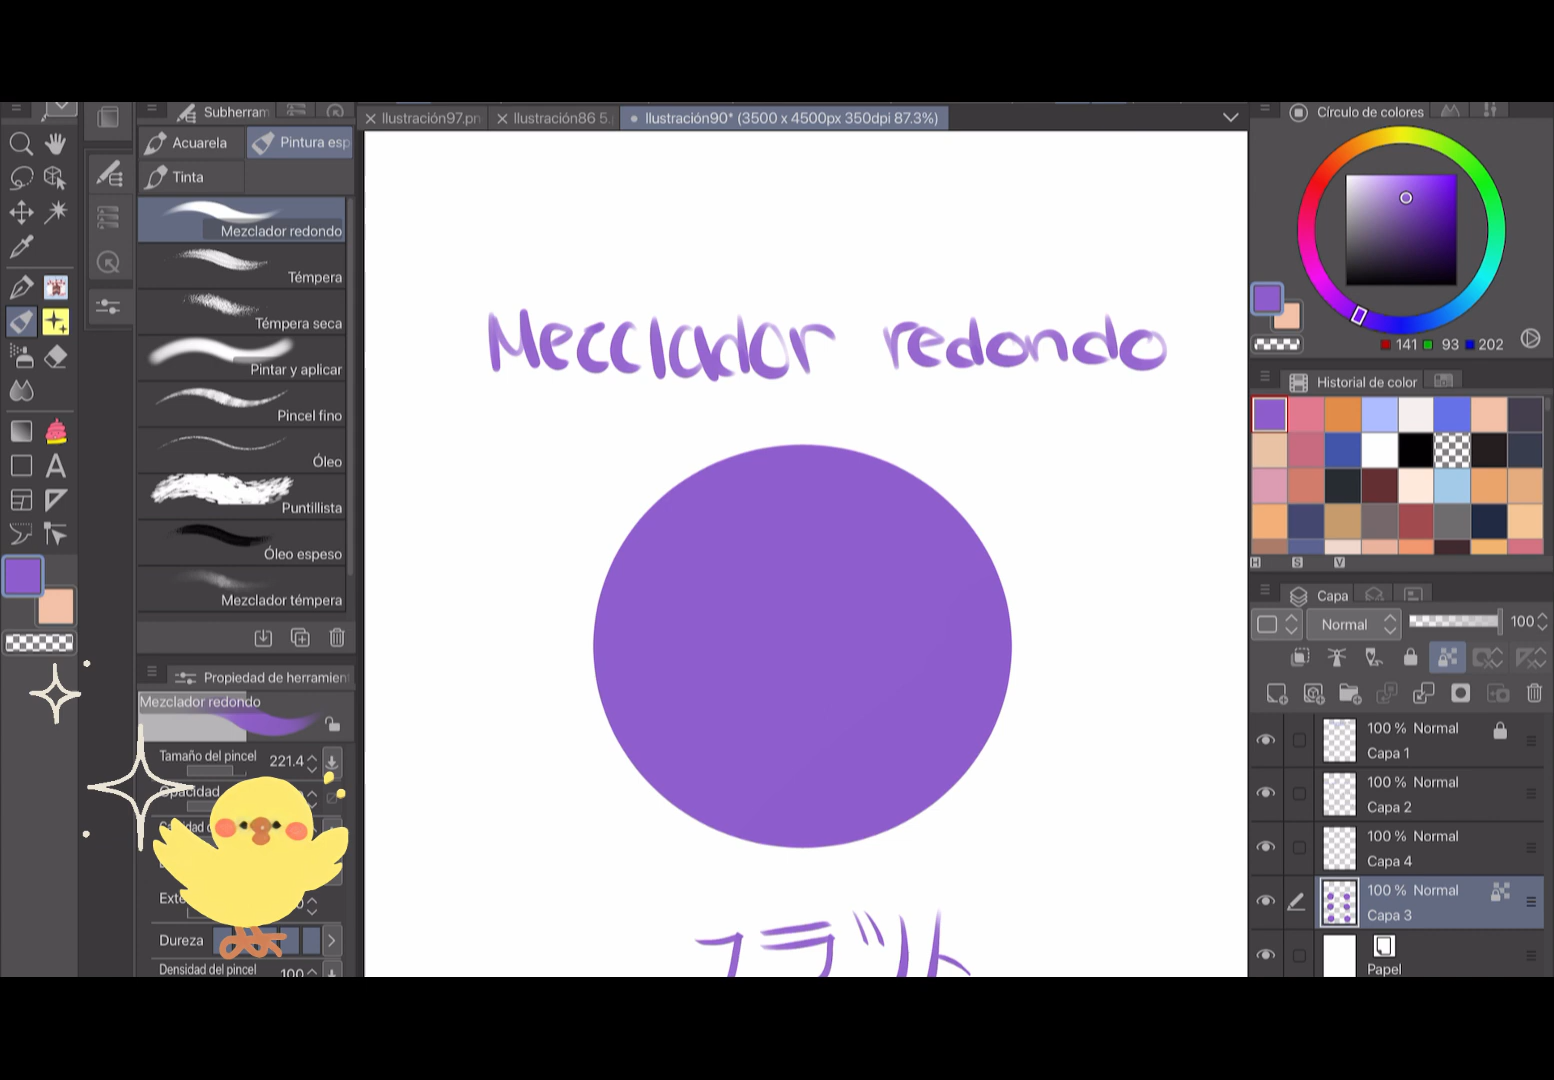 Subherram
Ilustración97.pn
Ilustración86 5.
Ilustración90* (3500 x 4500px 350dpi 87.3%)
Círculo de colores
Acuarela
Pintura esp
Tinta
Mezclador redondo
Témpera
Témpera seca
Pintar y aplicar
Pincel fino
Óleo
Puntillista
Óleo espeso
Mezclador témpera
Propiedad de herramien
Mezclador redondo
Tamaño del pincel 221.4
Opacidad
Exte
Dureza
Densidad del pincel 100
Mecclador redondo
フラット
141 93 202
Historial de color
H S V
Capa
Normal 100
100 % Normal
Capa 1
100 % Normal
Capa 2
100 % Normal
Capa 4
100 % Normal
Capa 3
Papel